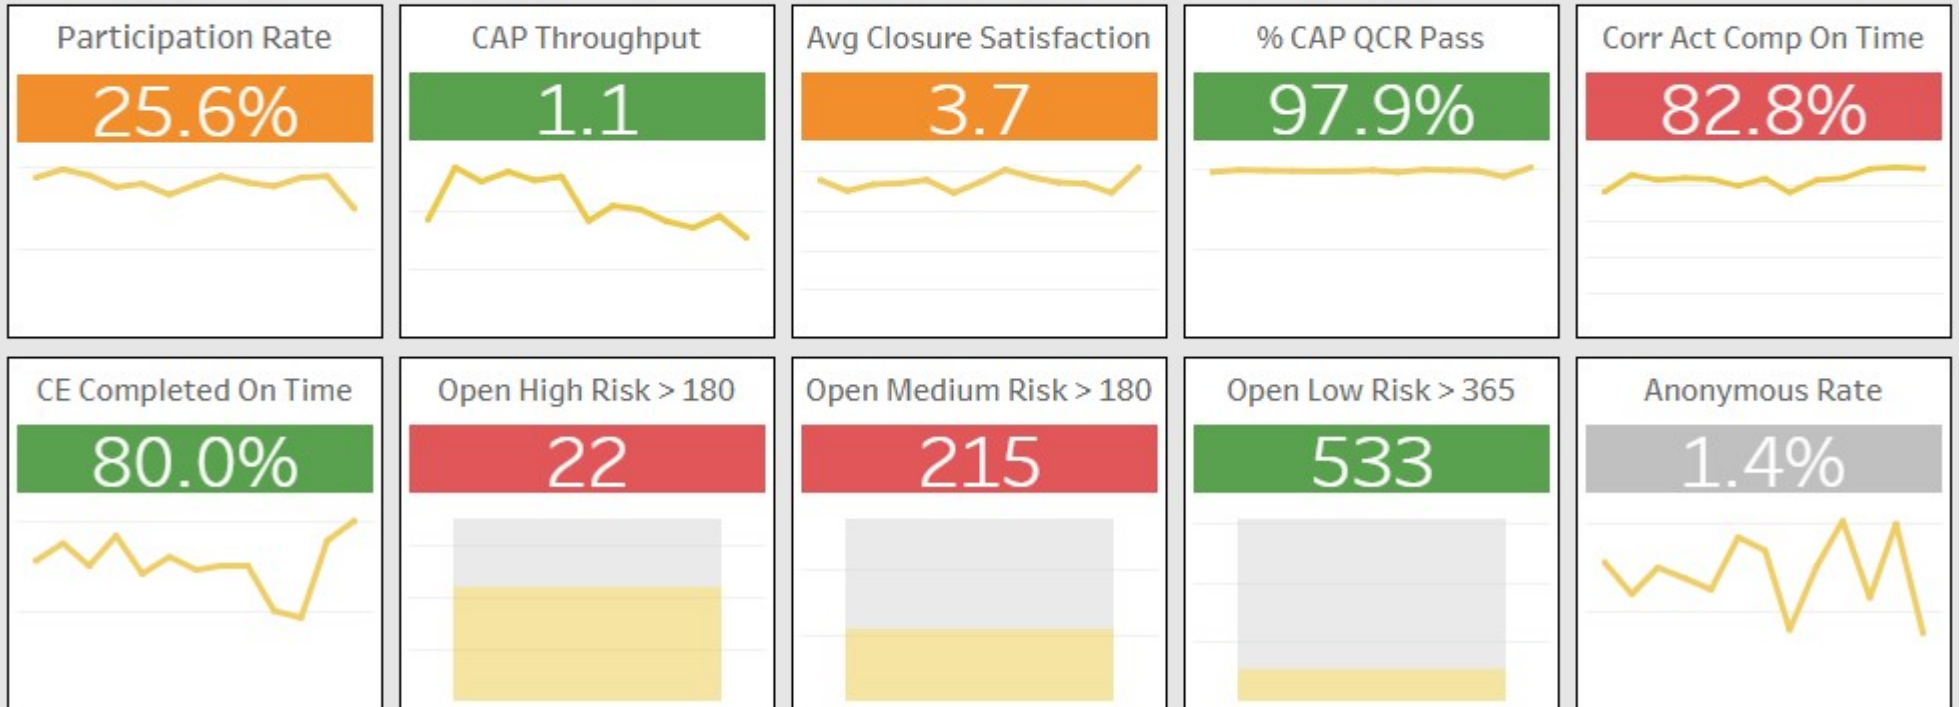 Participation Rate
25.6%
CAP Throughput
1.1
Avg Closure Satisfaction
3.7
% CAP QCR Pass
97.9%
Corr Act Comp On Time
82.8%
CE Completed On Time
80.0%
Open High Risk > 180
22
Open Medium Risk > 180
215
Open Low Risk > 365
533
Anonymous Rate
1.4%